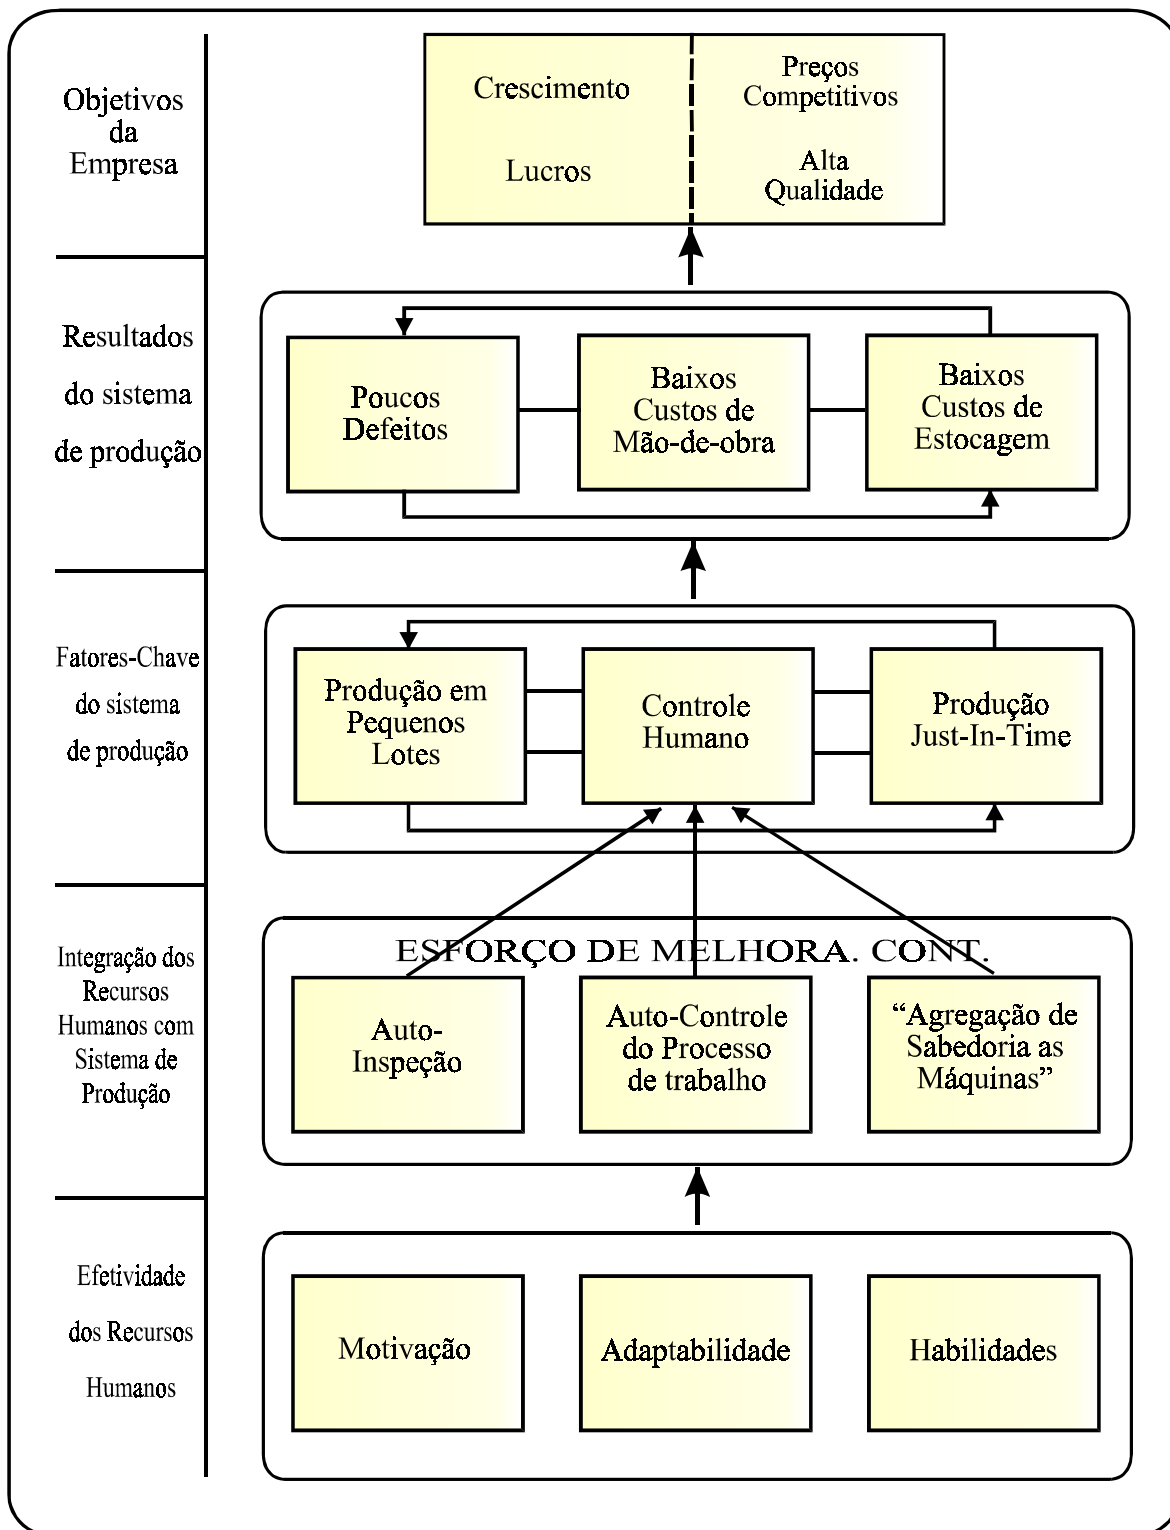 Objetivos
da
Empresa
Crescimento
Lucros
Preços
Competitivos
Alta
Qualidade
Resultados
do sistema
de produção
Poucos
Defeitos
Baixos
Custos de
Mão-de-obra
Baixos
Custos de
Estocagem
Fatores-Chave
do sistema
de produção
Produção em
Pequenos
Lotes
Controle
Humano
Produção
Just-In-Time
Integração dos
Recursos
Humanos com
Sistema de
Produção
ESFORÇO DE MELHORA. CONT.
Auto-
Inspeção
Auto-Controle
do Processo
de trabalho
“Agregação de
Sabedoria as
Máquinas”
Efetividade
dos Recursos
Humanos
Motivação
Adaptabilidade
Habilidades